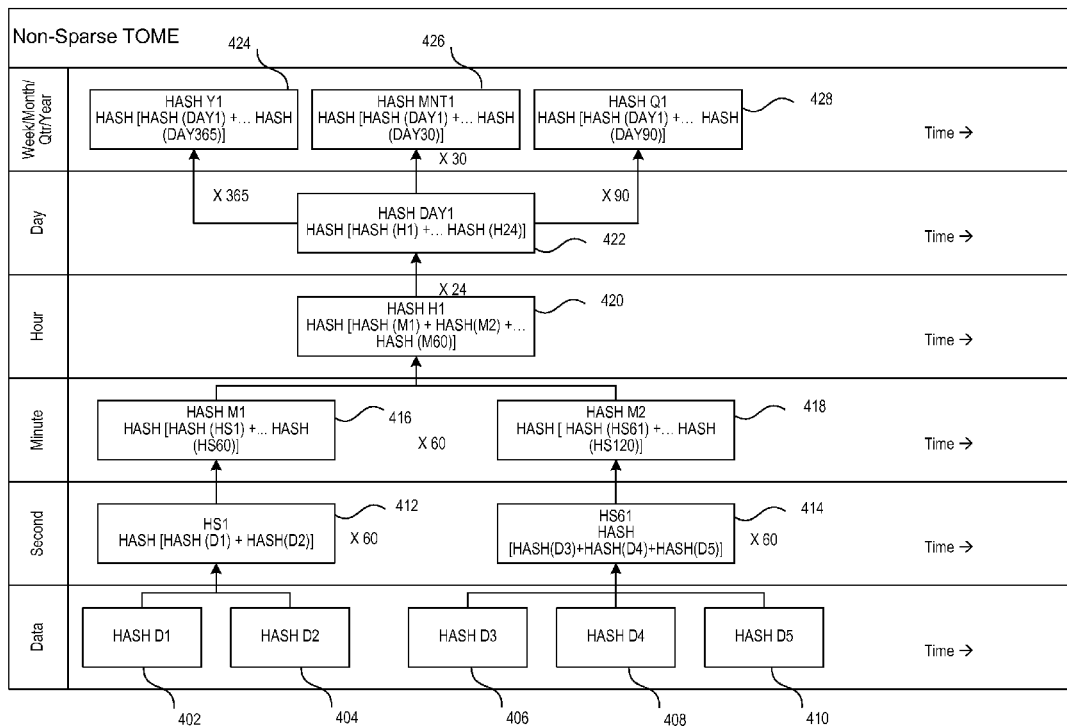 Non-Sparse TOME
424
426
Week/Month/
Qtr/Year
HASH Y1
HASH [HASH (DAY1) +… HASH
(DAY365)]
HASH MNT1
HASH [HASH (DAY1) +… HASH
(DAY30)]
HASH Q1
HASH [HASH (DAY1) +… HASH
(DAY90)]
428
Time →
X 30
Day
X 365
HASH DAY1
HASH [HASH (H1) +… HASH (H24)]
X 90
422
Time →
Hour
X 24
HASH H1
HASH [HASH (M1) + HASH(M2) +…
HASH (M60)]
420
Time →
Minute
HASH M1
HASH [HASH (HS1) +... HASH
(HS60)]
416
X 60
HASH M2
HASH [ HASH (HS61) +… HASH
(HS120)]
418
Time →
Second
HS1
HASH [HASH (D1) + HASH(D2)]
412
X 60
HS61
HASH
[HASH(D3)+HASH(D4)+HASH(D5)]
414
X 60
Time →
Data
HASH D1
HASH D2
HASH D3
HASH D4
HASH D5
Time →
402
404
406
408
410